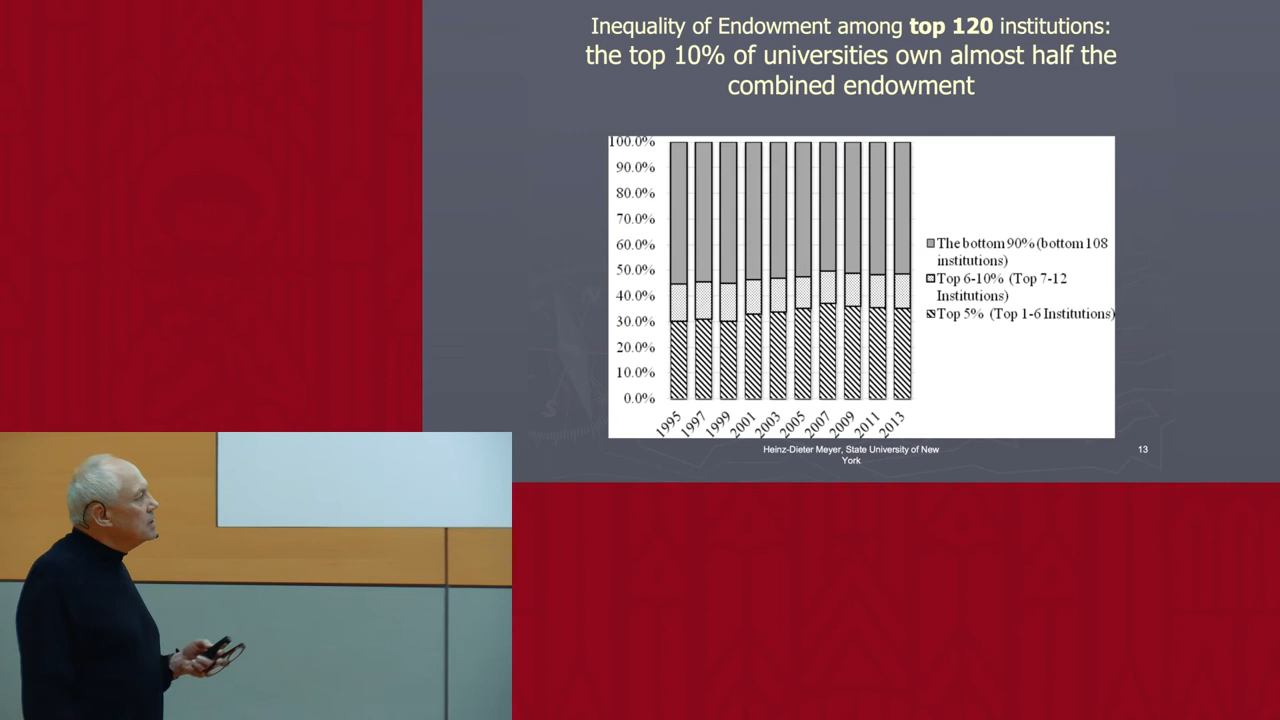 Inequality of Endowment among top 120 institutions:
the top 10% of universities own almost half the
combined endowment
100.0%
90.0%
80.0%
70.0%
60.0%
50.0%
40.0%
30.0%
20.0%
10.0%
0.0%
1995
1997
1999
2001
2003
2005
2007
2009
2011
2013
The bottom 90% (bottom 108
institutions)
Top 6-10% (Top 7-12
Institutions)
Top 5% (Top 1-6 Institutions)
Heinz-Dieter Meyer, State University of New
York
13